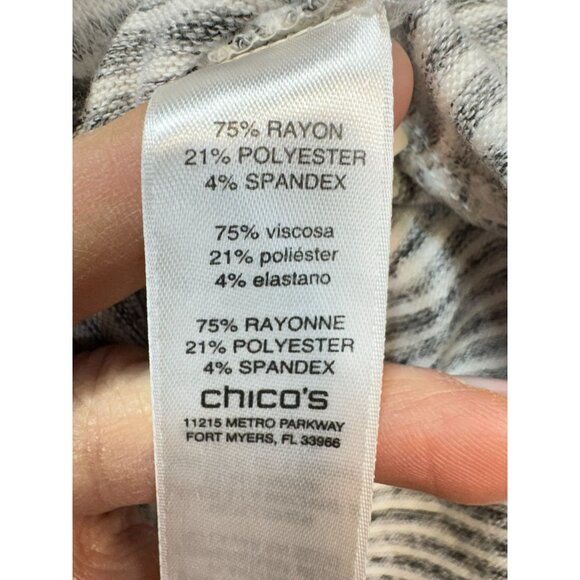 75% RAYON
21% POLYESTER
4% SPANDEX
75% viscosa
21% poliéster
4% elastano
75% RAYONNE
21% POLYESTER
4% SPANDEX
chico's
11215 METRO PARKWAY
FORT MYERS, FL 33966